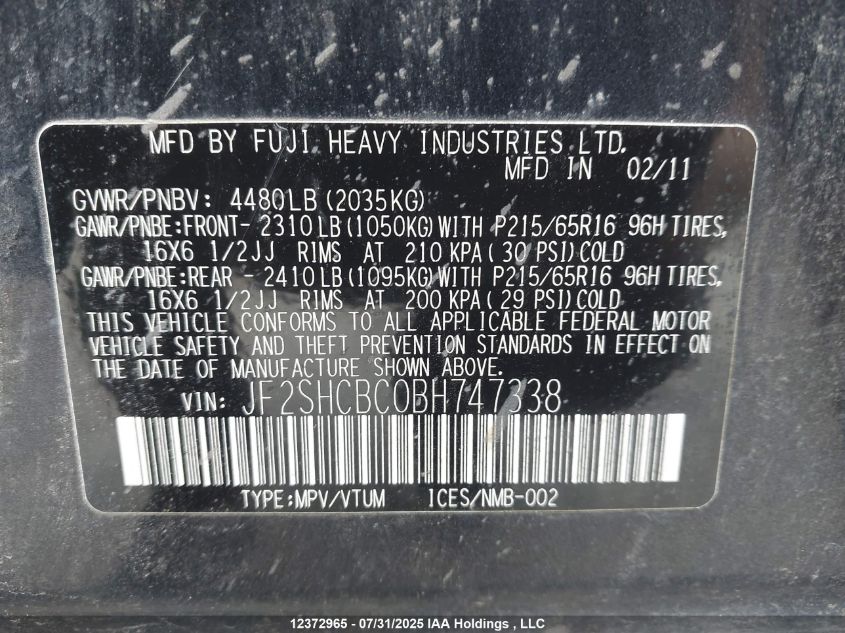 MFD BY FUJI HEAVY INDUSTRIES LTD.
MFD IN 02/11
GVWR/PNBV: 4480LB(2035KG)
GAWR/PNBE:FRONT- 2310LB(1050KG)WITH P215/65R16 96H TIRES,
16X6 1/2JJ RIMS AT 210 KPA(30 PSI)COLD
GAWR/PNBE:REAR - 2410LB(1095KG)WITH P215/65R16 96H TIRES,
16X6 1/2JJ RIMS AT 200 KPA(29 PSI)COLD
THIS VEHICLE CONFORMS TO ALL APPLICABLE FEDERAL MOTOR
VEHICLE SAFETY AND THEFT PREVENTION STANDARDS IN EFFECT ON
THE DATE OF MANUFACTURE SHOWN ABOVE.
VIN: JF2SHCBC0BH747338
TYPE:MPV/VTUM ICES/NMB-002
12372965 - 07/31/2025 IAA Holdings , LLC